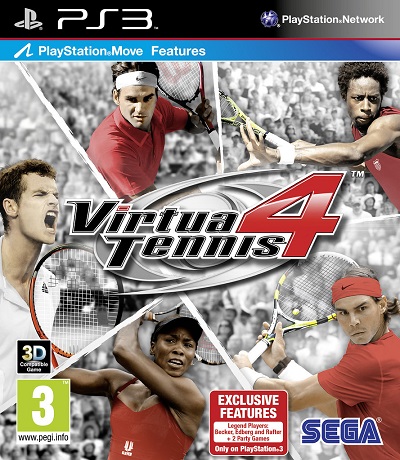 PS3
PlayStation®Network
PlayStation®Move Features
Virtua
Tennis 4
™
3D
Compatible
Game
3
www.pegi.info
EXCLUSIVE
FEATURES
Legend Players:
Becker, Edberg and Rafter
+ 2 Party Games
Only on PlayStation®3
SEGA